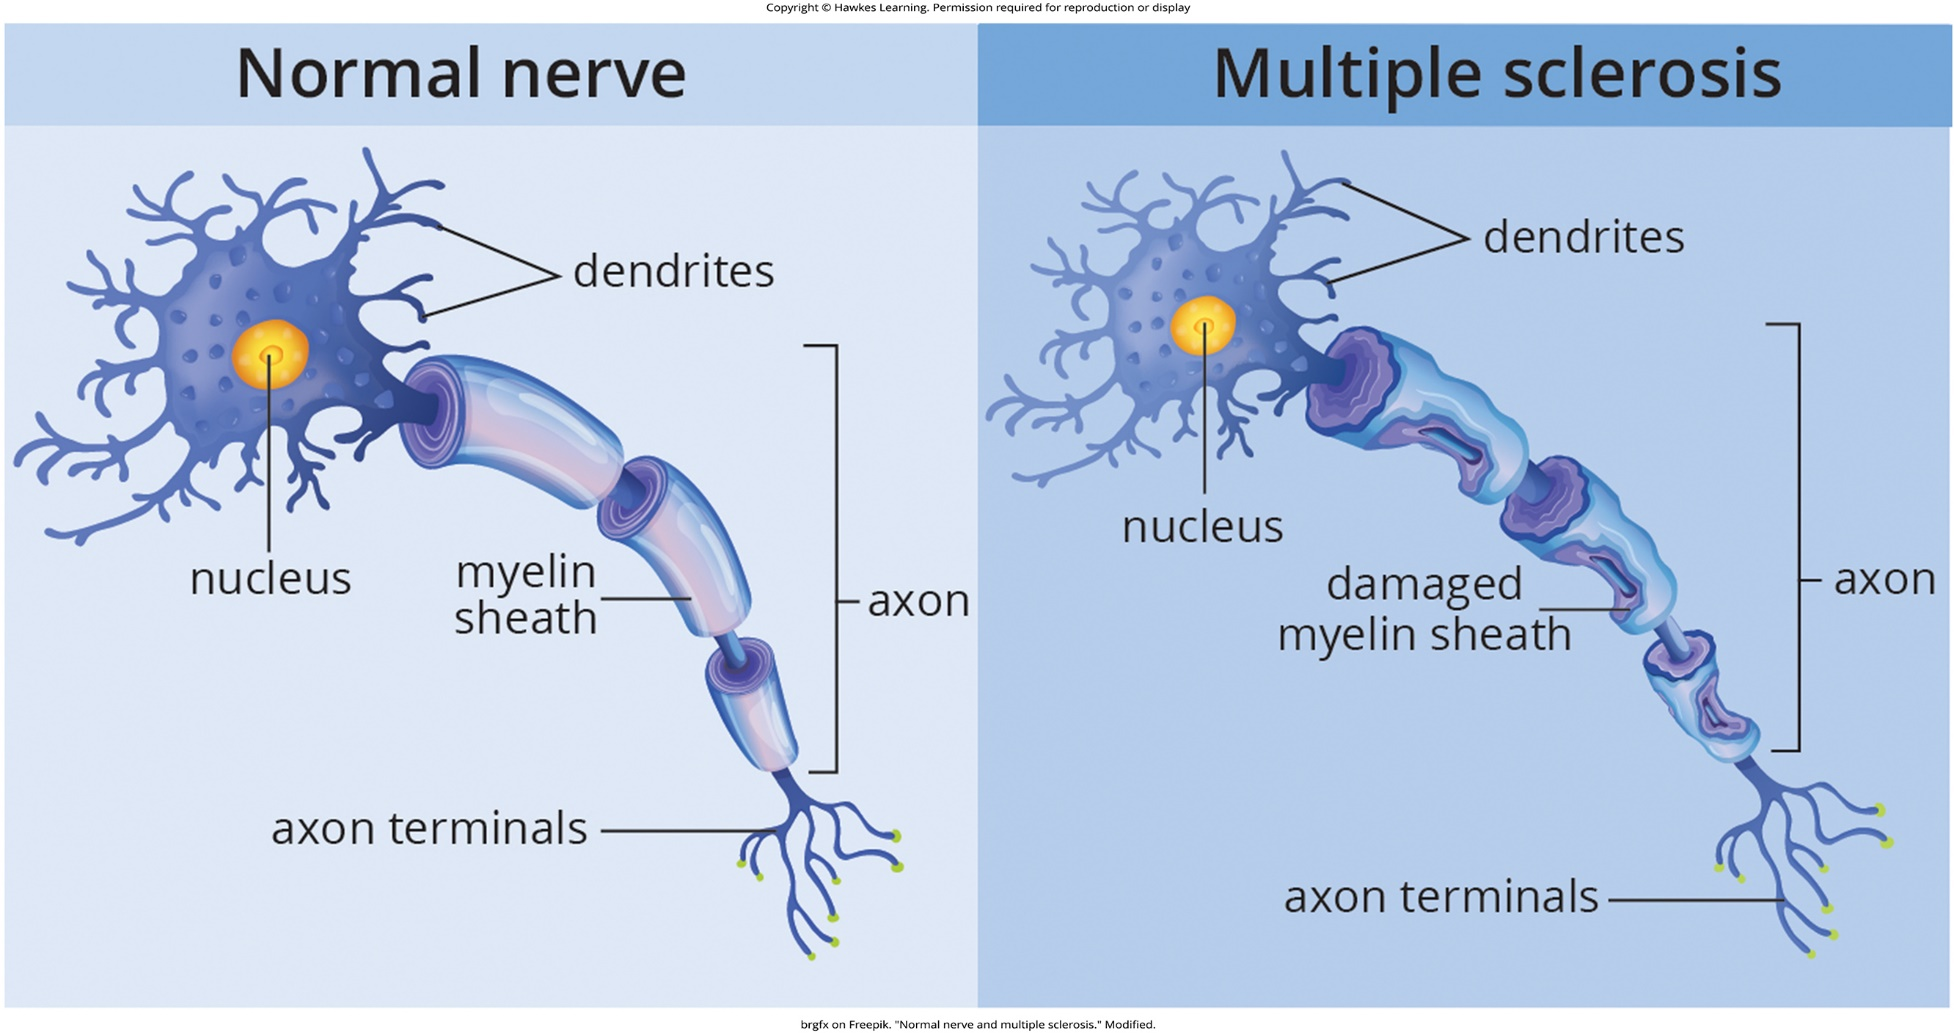 Copyright © Hawkes Learning. Permission required for reproduction or display
Normal nerve
dendrites
nucleus
myelin
sheath
axon
axon terminals
Multiple sclerosis
dendrites
nucleus
damaged
myelin sheath
axon
axon terminals
brgfx on Freepik. "Normal nerve and multiple sclerosis." Modified.